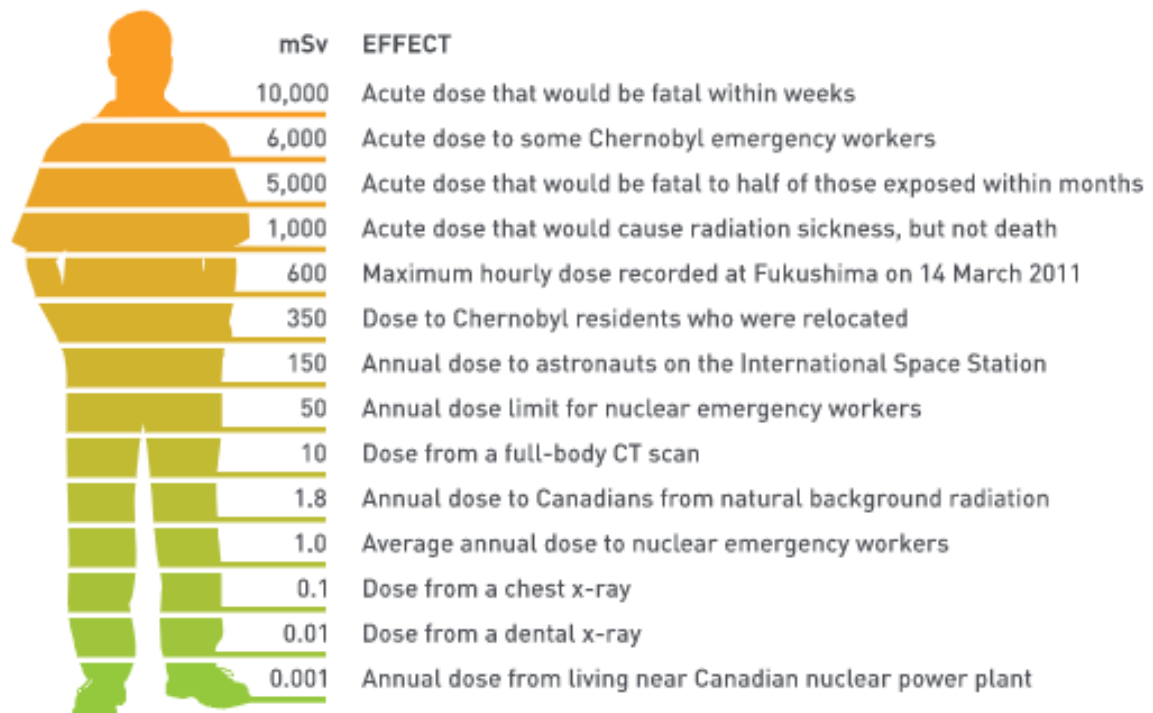 mSv EFFECT
10,000 Acute dose that would be fatal within weeks
6,000 Acute dose to some Chernobyl emergency workers
5,000 Acute dose that would be fatal to half of those exposed within months
1,000 Acute dose that would cause radiation sickness, but not death
600 Maximum hourly dose recorded at Fukushima on 14 March 2011
350 Dose to Chernobyl residents who were relocated
150 Annual dose to astronauts on the International Space Station
50 Annual dose limit for nuclear emergency workers
10 Dose from a full-body CT scan
1.8 Annual dose to Canadians from natural background radiation
1.0 Average annual dose to nuclear emergency workers
0.1 Dose from a chest x-ray
0.01 Dose from a dental x-ray
0.001 Annual dose from living near Canadian nuclear power plant